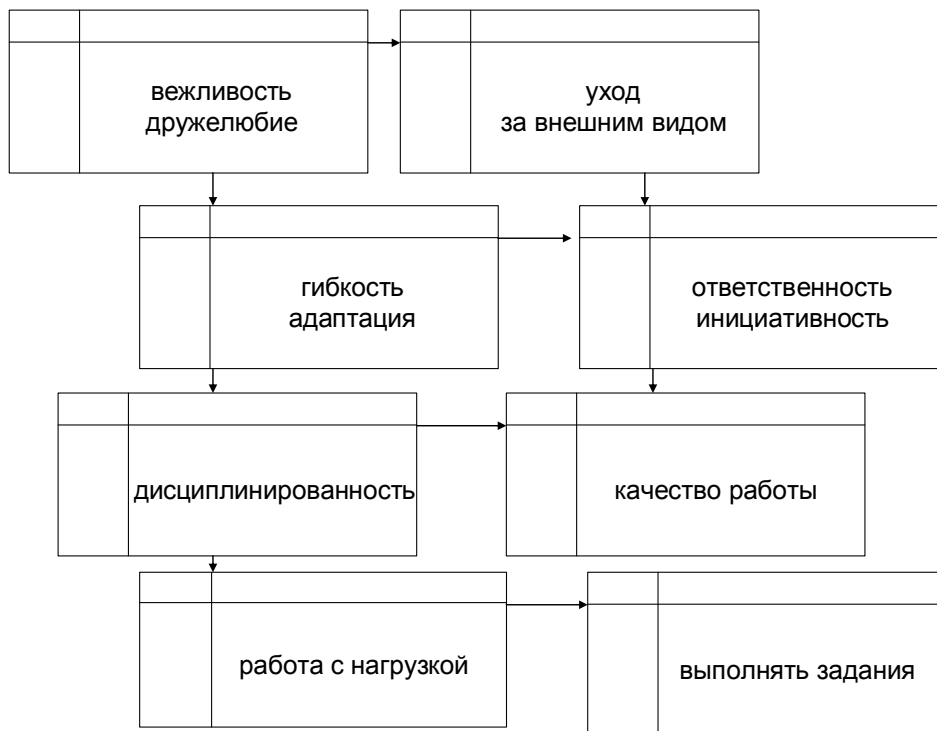 вежливость
дружелюбие
уход
за внешним видом
гибкость
адаптация
ответственность
инициативность
дисциплинированность
качество работы
работа с нагрузкой
выполнять задания